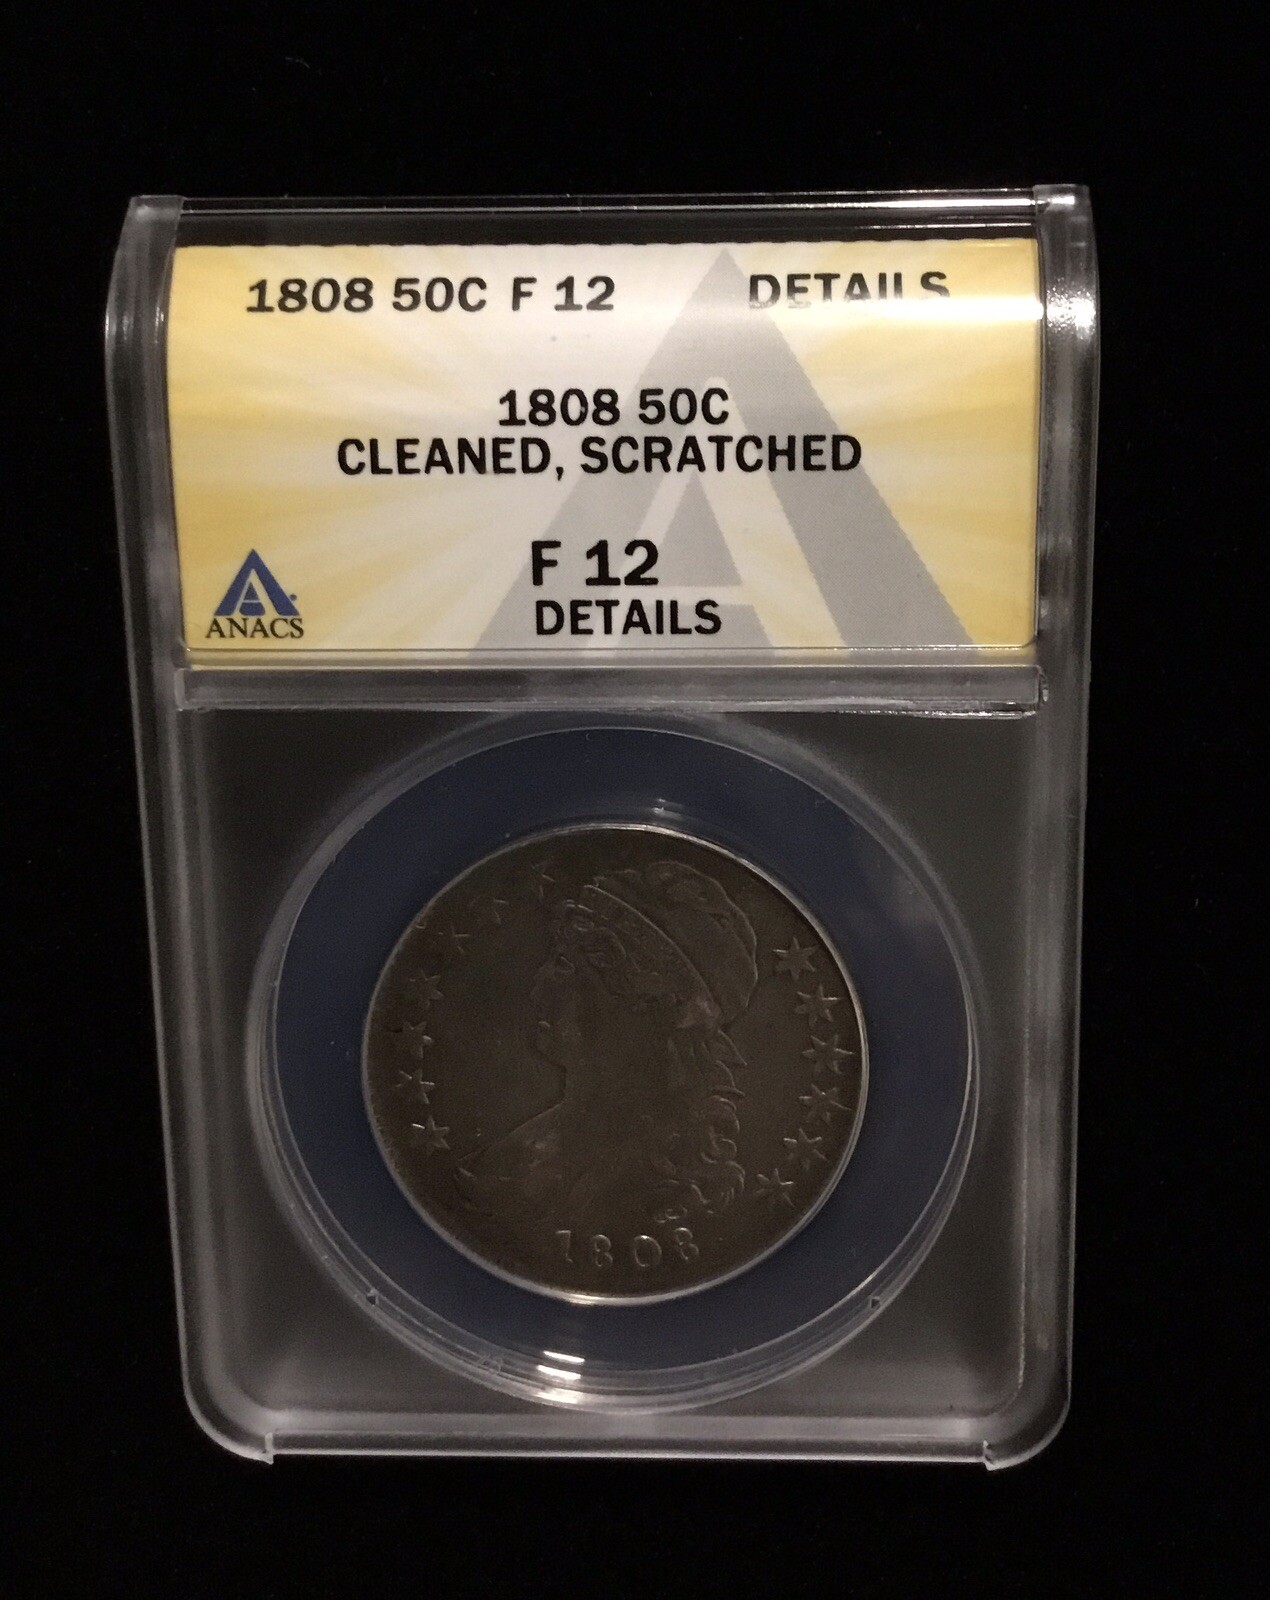 1808 50C F 12 DETAILS
1808 50C
CLEANED, SCRATCHED
F 12
DETAILS
ANACS
1808